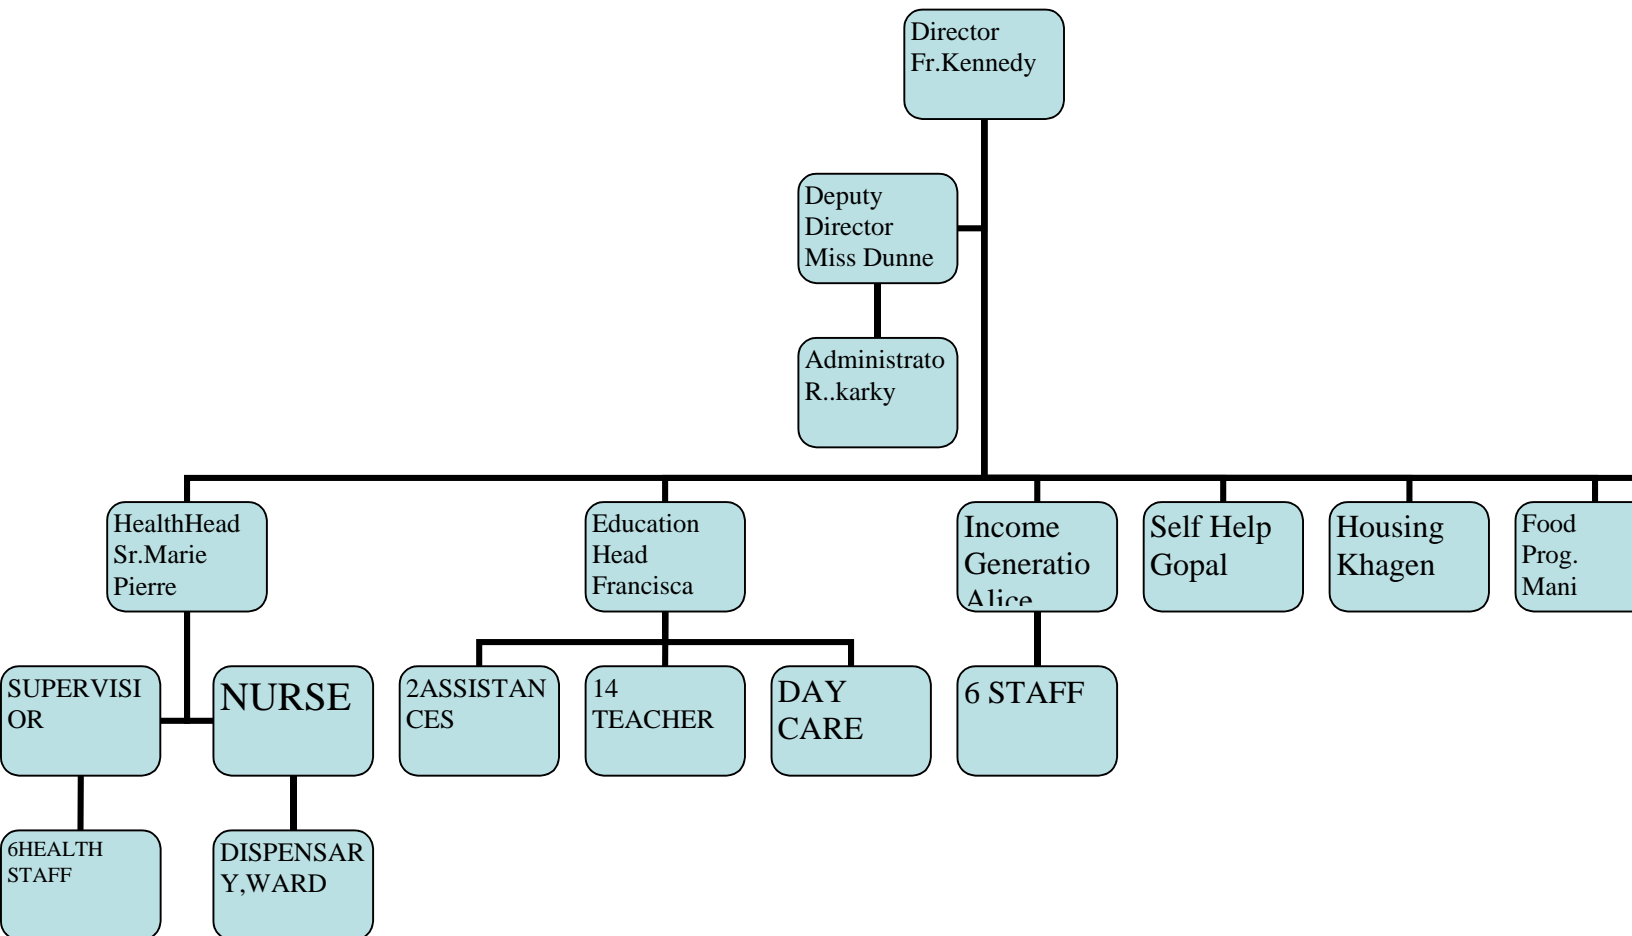 Director
Fr.Kennedy
Deputy
Director
Miss Dunne
Administrato
R..karky
HealthHead
Sr.Marie
Pierre
Education
Head
Francisca
Income
Generatio
Alice
Self Help
Gopal
Housing
Khagen
Food
Prog.
Mani
SUPERVISI
OR
NURSE
2ASSISTAN
CES
14
TEACHER
DAY
CARE
6 STAFF
6HEALTH
STAFF
DISPENSAR
Y,WARD